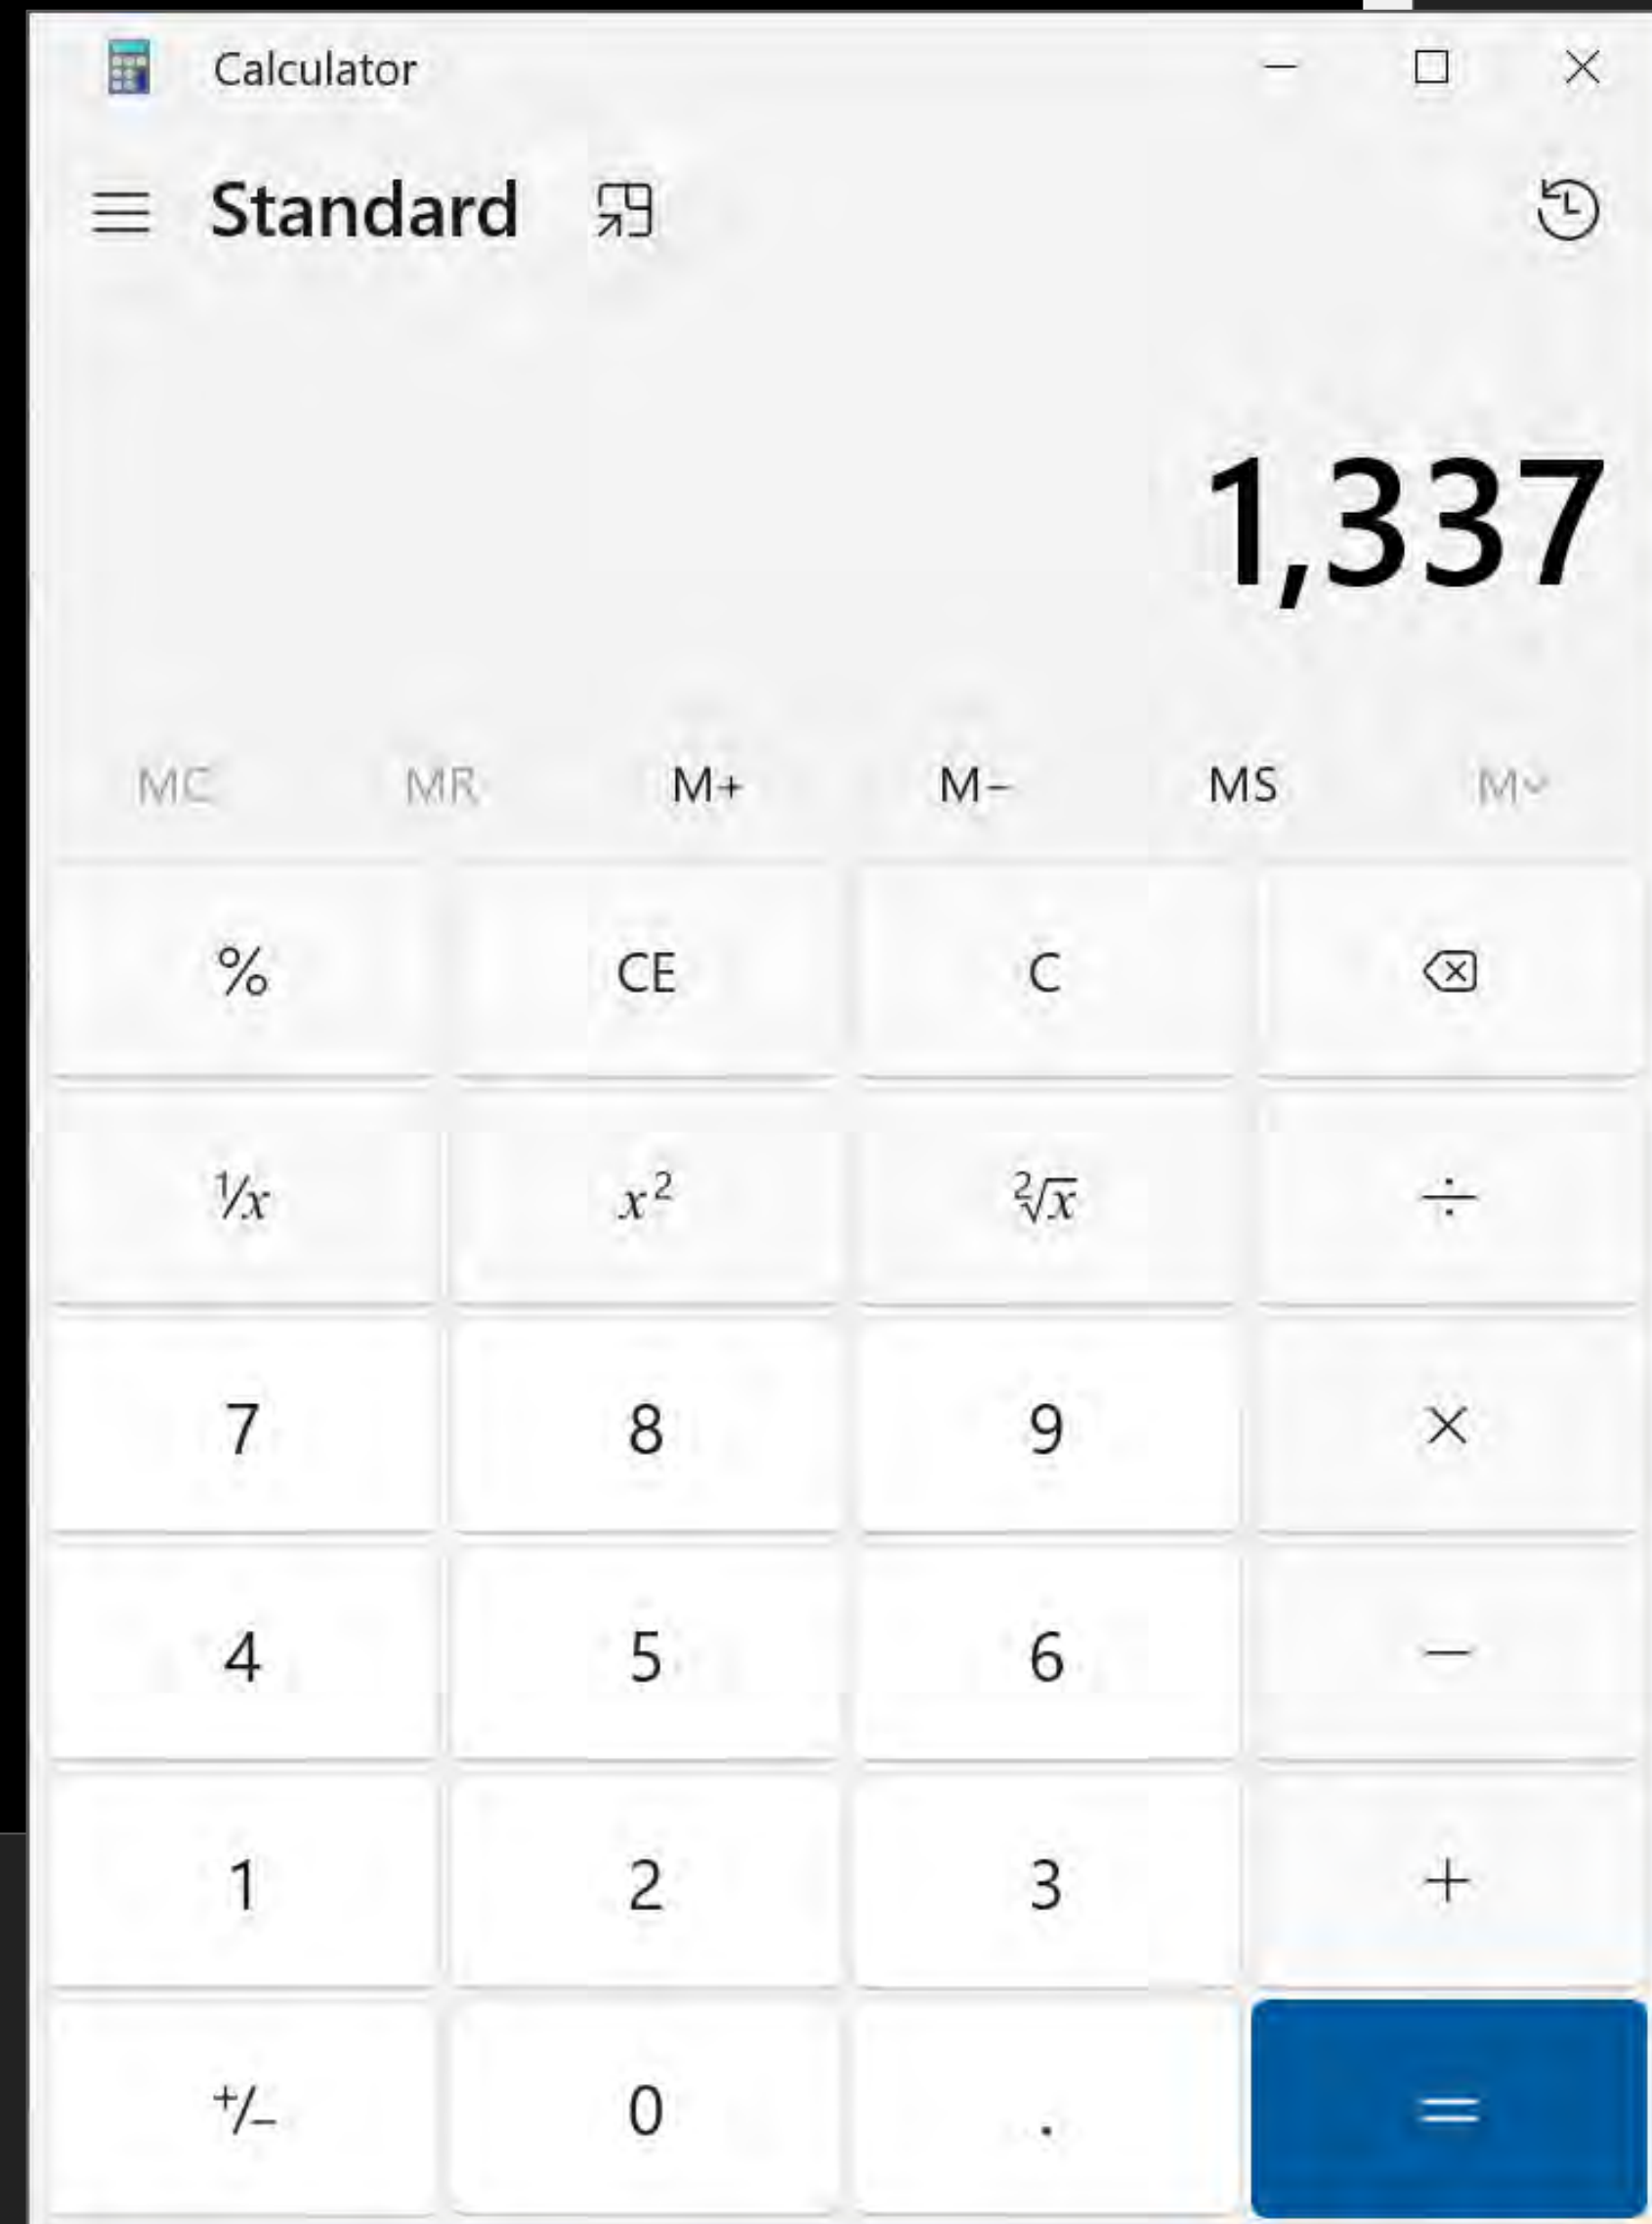 Calculator
Standard
1,337
MC MR M+ M− MS M˅
% CE C
¹/x x² ²√x ÷
7 8 9 ×
4 5 6 −
1 2 3 +
+/− 0 . =